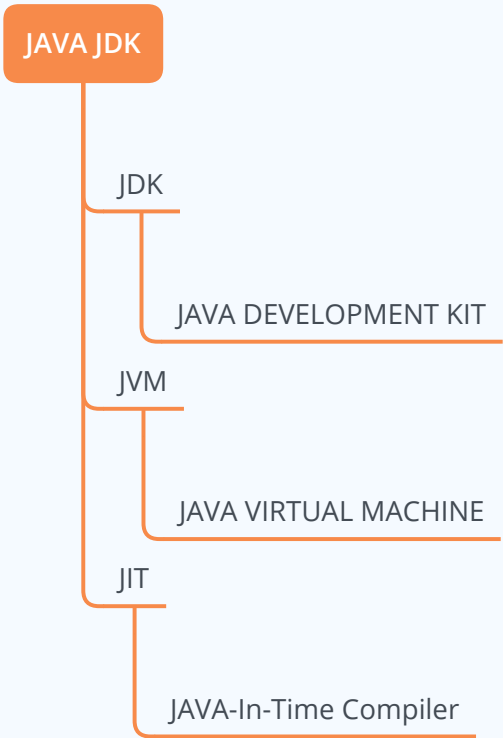 JAVA JDK
JDK
JAVA DEVELOPMENT KIT
JVM
JAVA VIRTUAL MACHINE
JIT
JAVA-In-Time Compiler